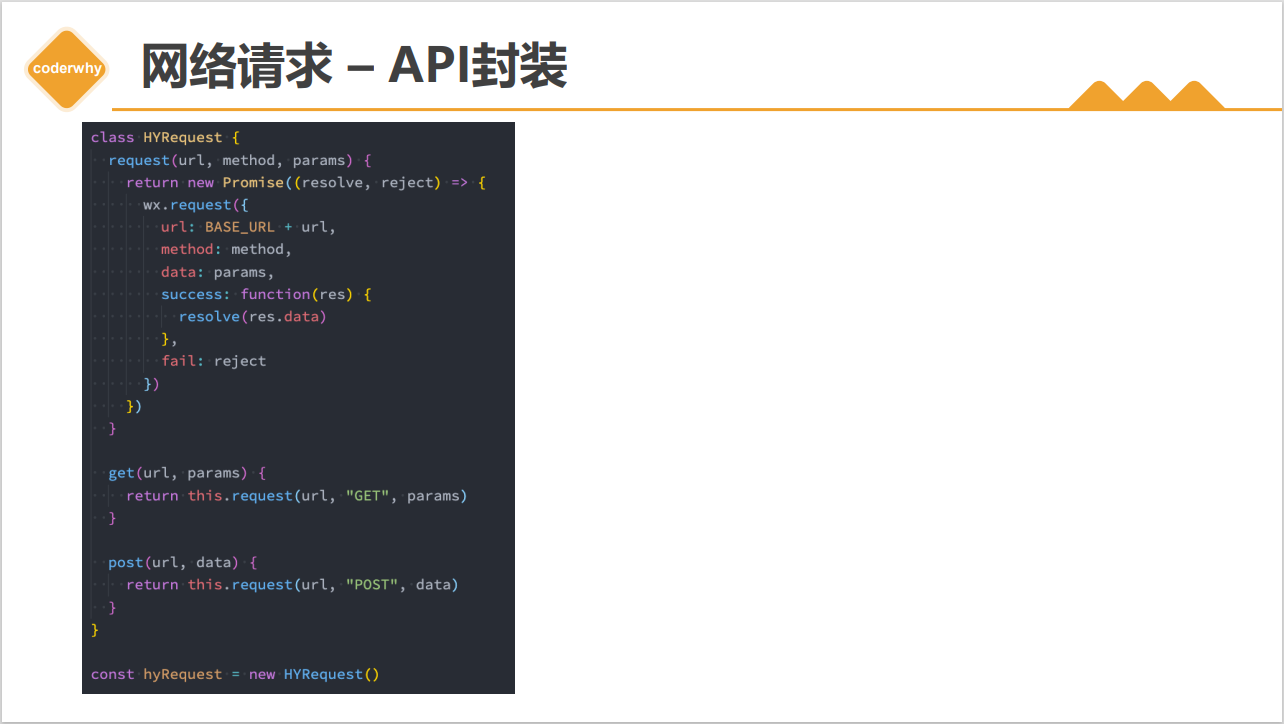 coderwhy
网络请求 – API封装
class HYRequest {
  request(url, method, params) {
    return new Promise((resolve, reject) => {
      wx.request({
        url: BASE_URL + url,
        method: method,
        data: params,
        success: function(res) {
          resolve(res.data)
        },
        fail: reject
      })
    })
  }
  get(url, params) {
    return this.request(url, "GET", params)
  }
  post(url, data) {
    return this.request(url, "POST", data)
  }
}
const hyRequest = new HYRequest()